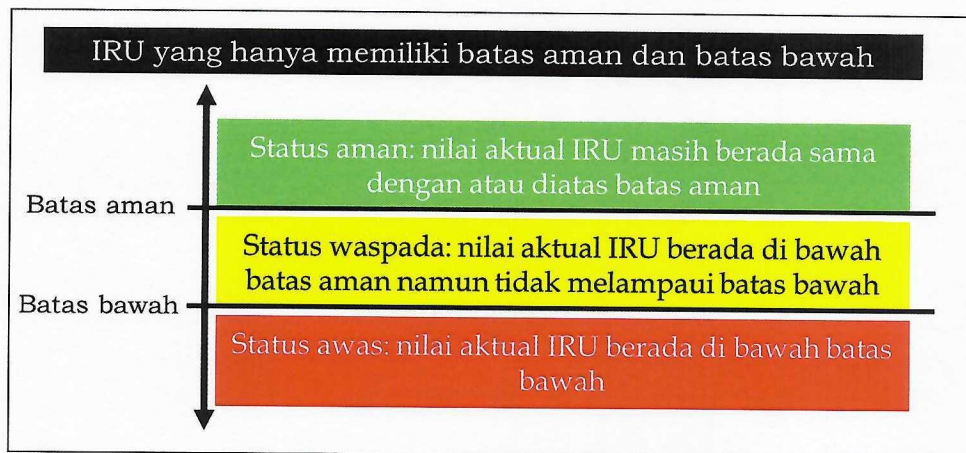 IRU yang hanya memiliki batas aman dan batas bawah
Status aman: nilai aktual IRU masih berada sama
dengan atau diatas batas aman
Batas aman
Status waspada: nilai aktual IRU berada di bawah
batas aman namun tidak melampaui batas bawah
Batas bawah
Status awas: nilai aktual IRU berada di bawah batas
bawah